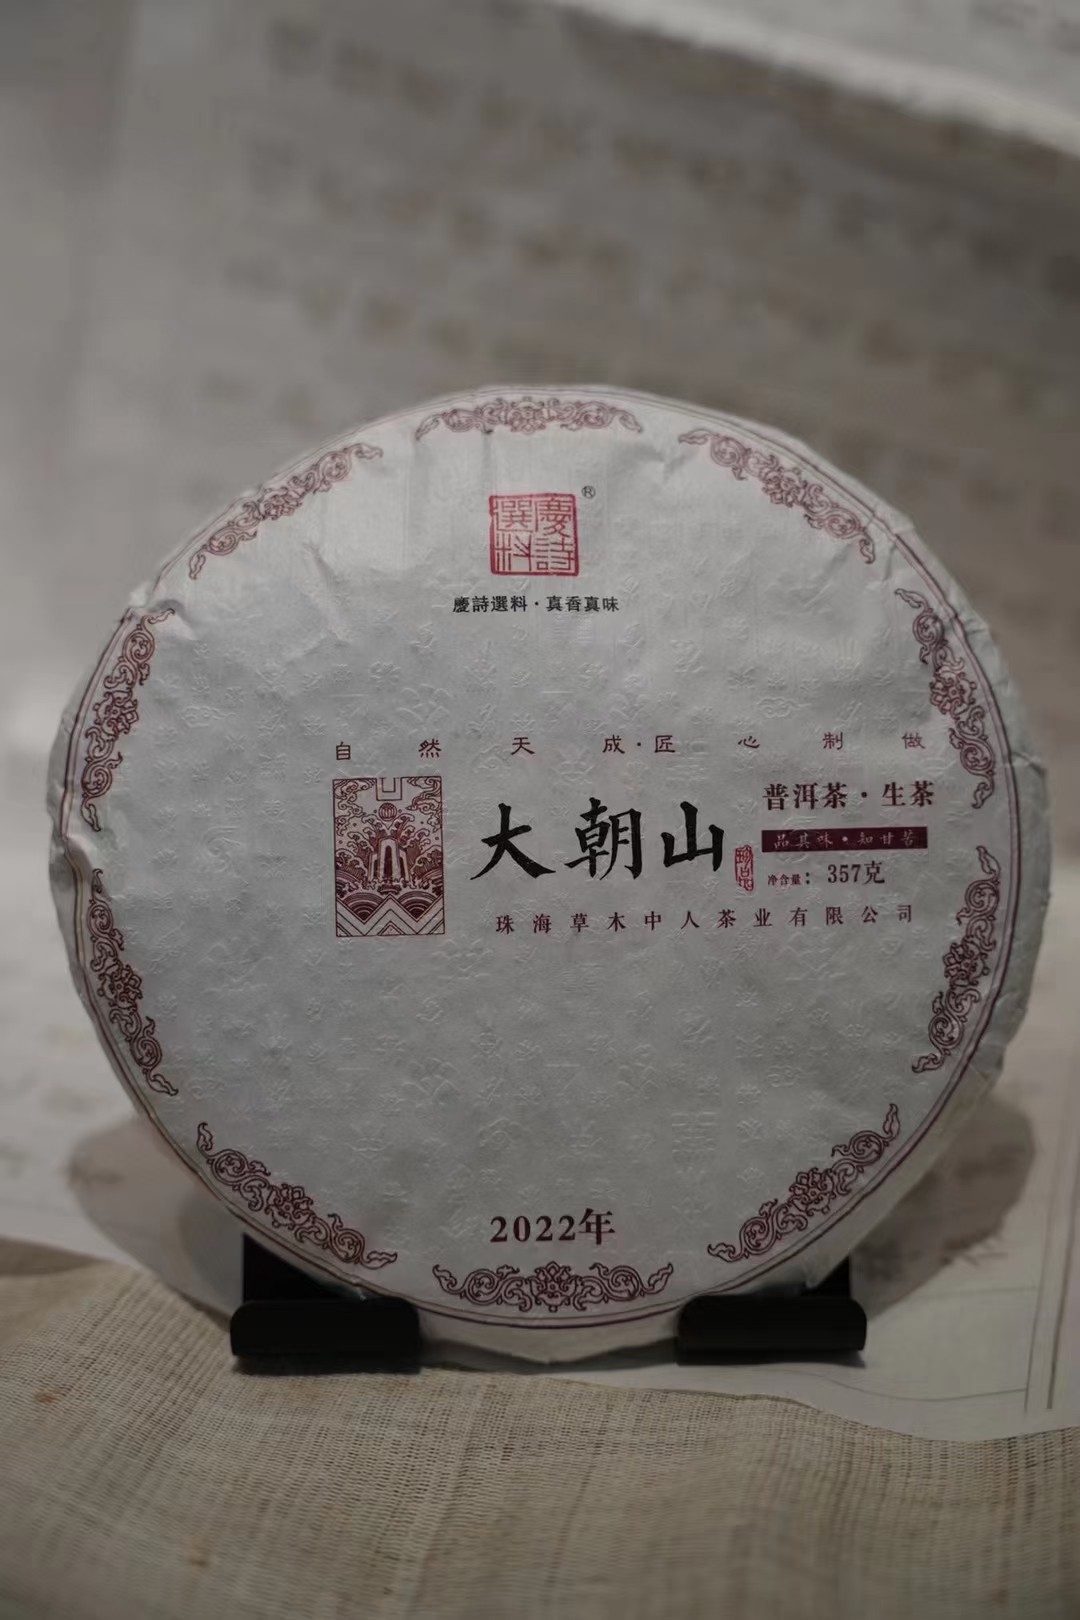 慶詩選料
®
慶詩選料·真香真味
自然天成·匠心制做
大朝山
普洱茶·生茶
品其味·知甘苦
净含量：357克
珠海草木中人茶业有限公司
2022年